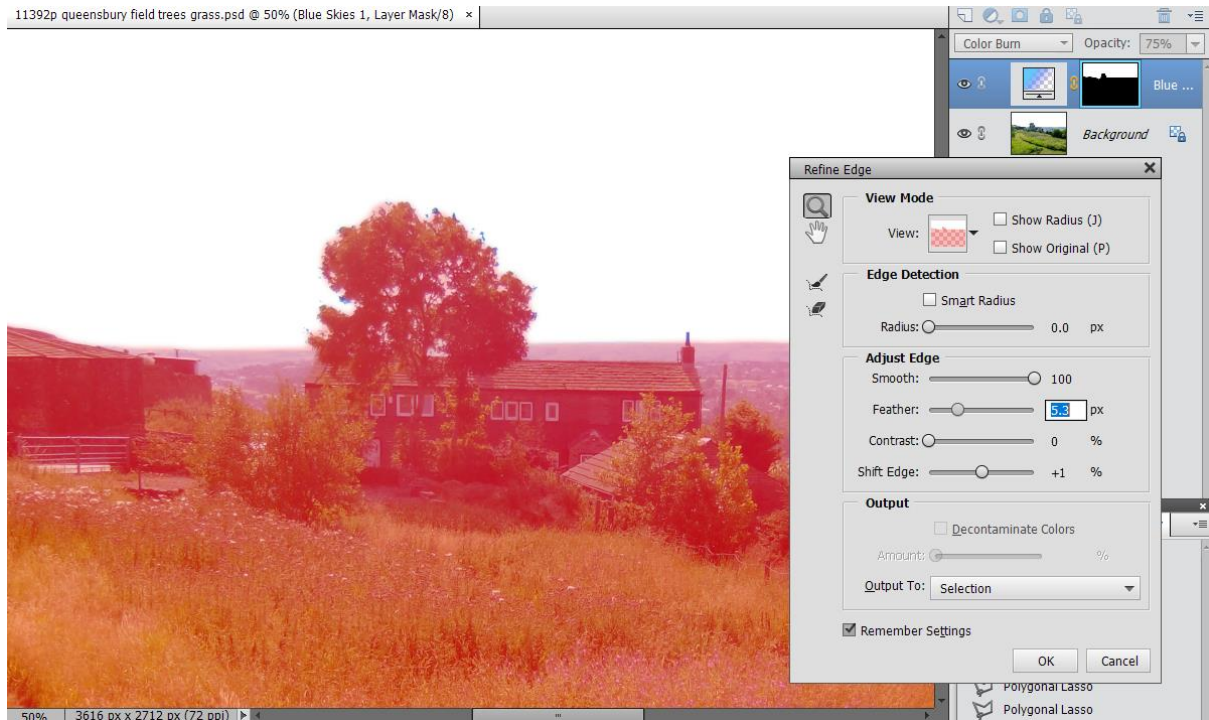 11392p queensbury field trees grass.psd @ 50% (Blue Skies 1, Layer Mask/8) ×
Color Burn Opacity: 75%
Blue ...
Background
Refine Edge
View Mode
View:
Show Radius (J)
Show Original (P)
Edge Detection
Smart Radius
Radius: 0.0 px
Adjust Edge
Smooth: 100
Feather: 5.3 px
Contrast: 0 %
Shift Edge: +1 %
Output
Decontaminate Colors
Amount: %
Output To: Selection
Remember Settings
OK Cancel
Polygonal Lasso
Polygonal Lasso
50% 3616 px x 2712 px (72 ppi)